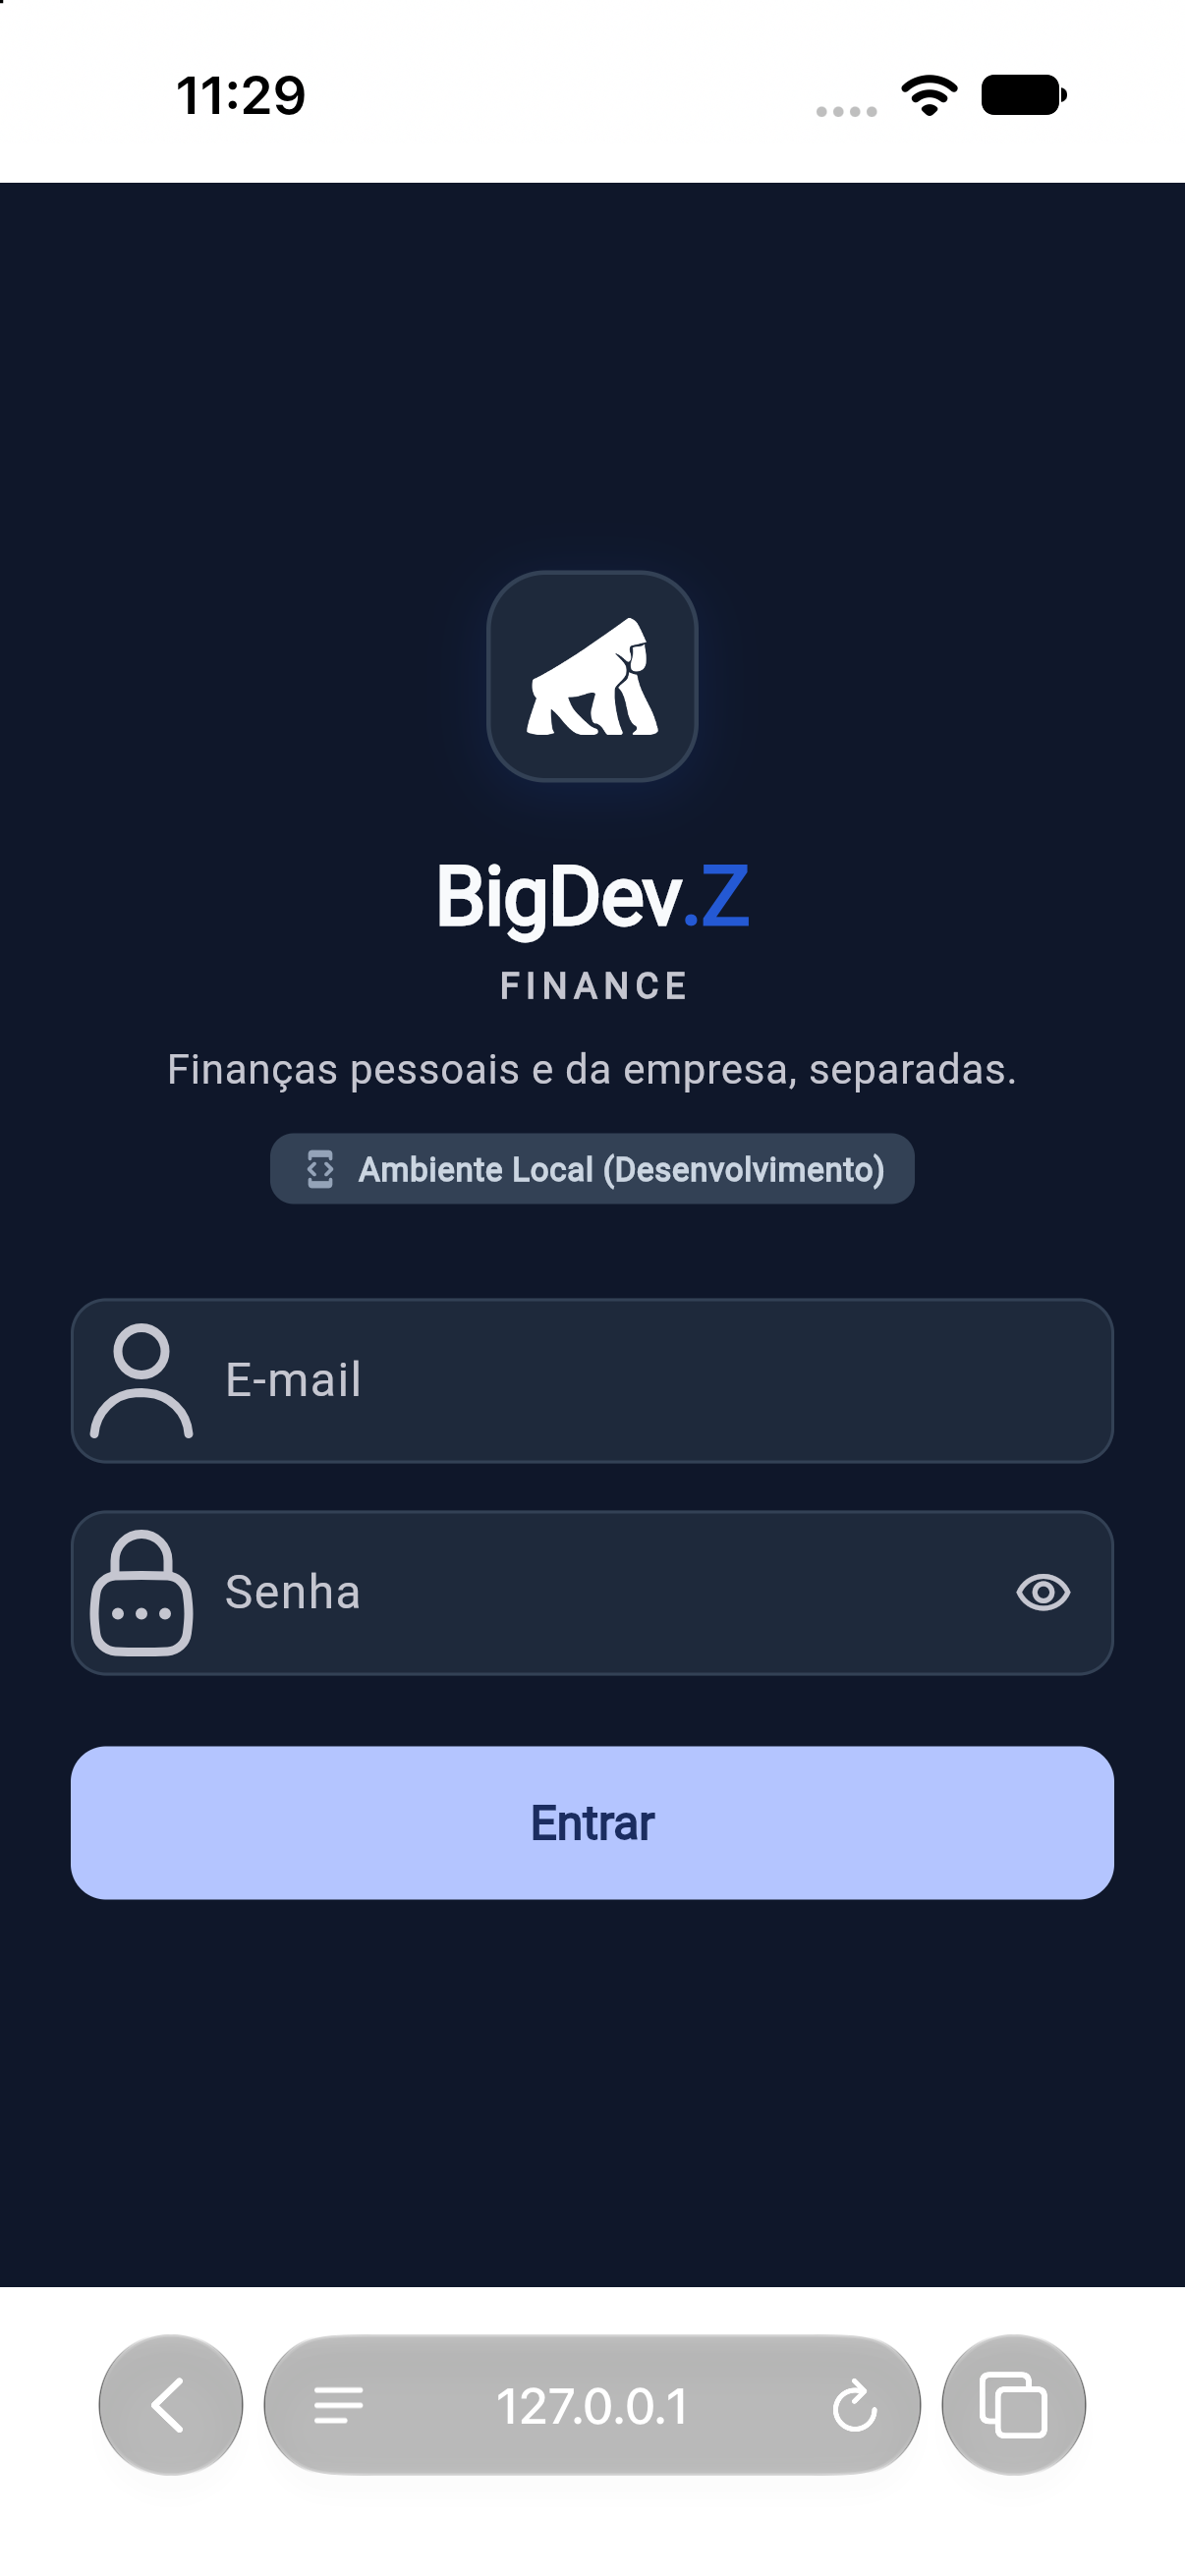 11:29
BigDev.Z
FINANCE
Finanças pessoais e da empresa, separadas.
Ambiente Local (Desenvolvimento)
E-mail
Senha
Entrar
127.0.0.1